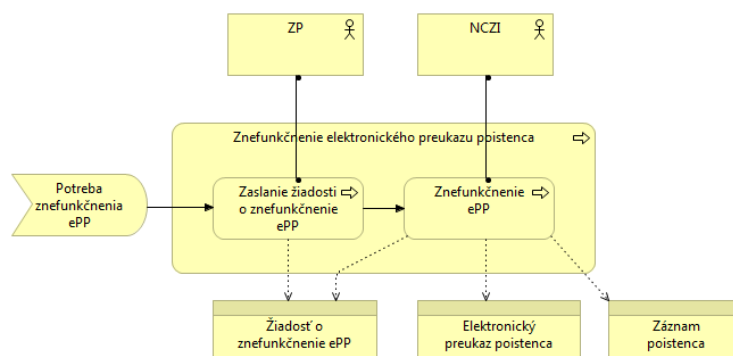 ZP
NCZI
Znefunkčnenie elektronického preukazu poistenca
Potreba
znefunkčnenia
ePP
Zaslanie žiadosti
o znefunkčnenie
ePP
Znefunkčnenie
ePP
Žiadosť o
znefunkčnenie ePP
Elektronický
preukaz poistenca
Záznam
poistenca